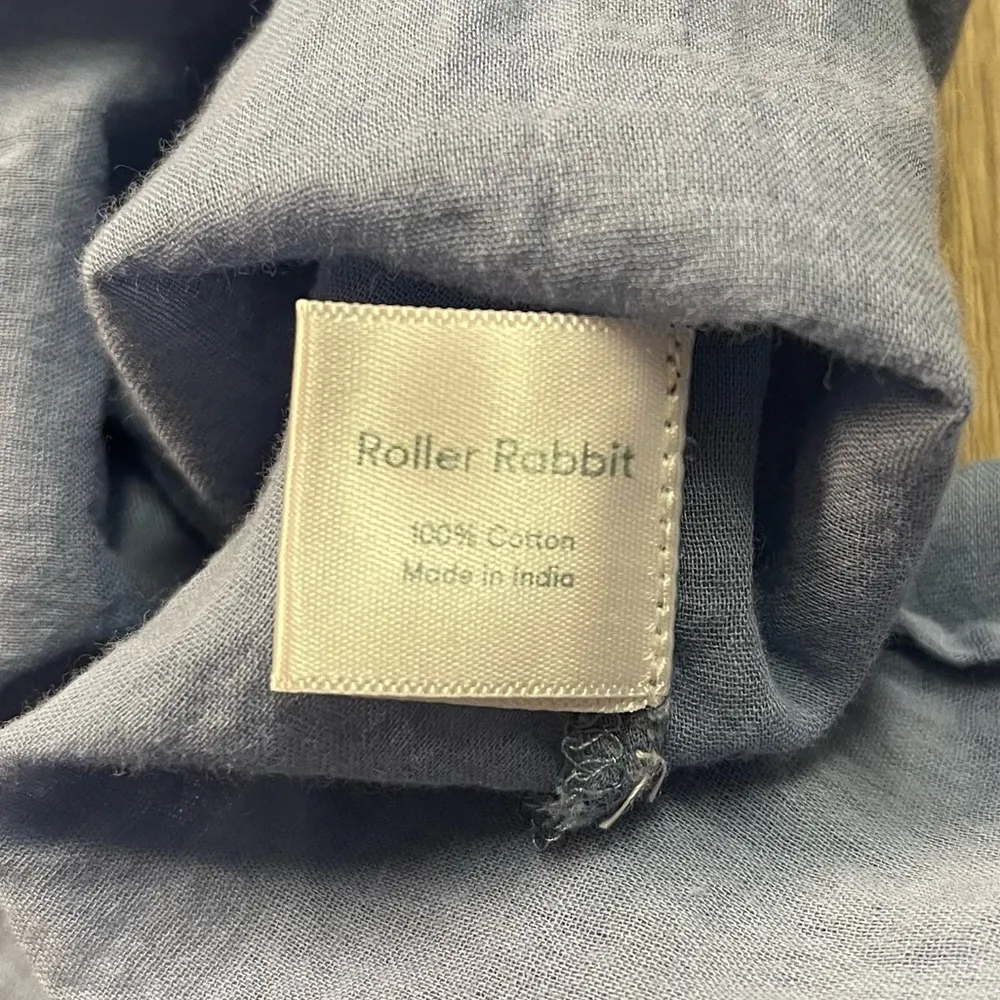 Roller Rabbit
100% Cotton
Made in India